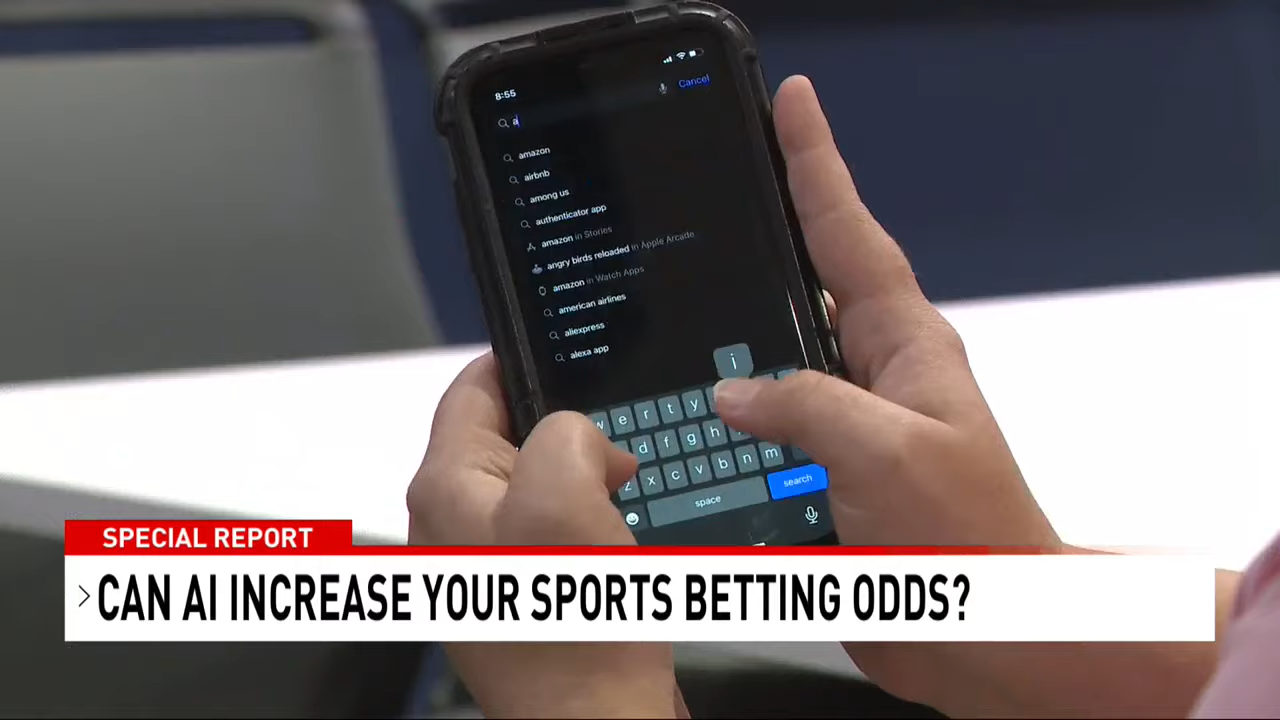 8:55
Cancel
a
amazon
airbnb
among us
authenticator app
amazon in Stories
angry birds reloaded in Apple Arcade
amazon in Watch Apps
american airlines
aliexpress
alexa app
i
w e r t y
d f g h
z x c v b n m
space search
SPECIAL REPORT
CAN AI INCREASE YOUR SPORTS BETTING ODDS?